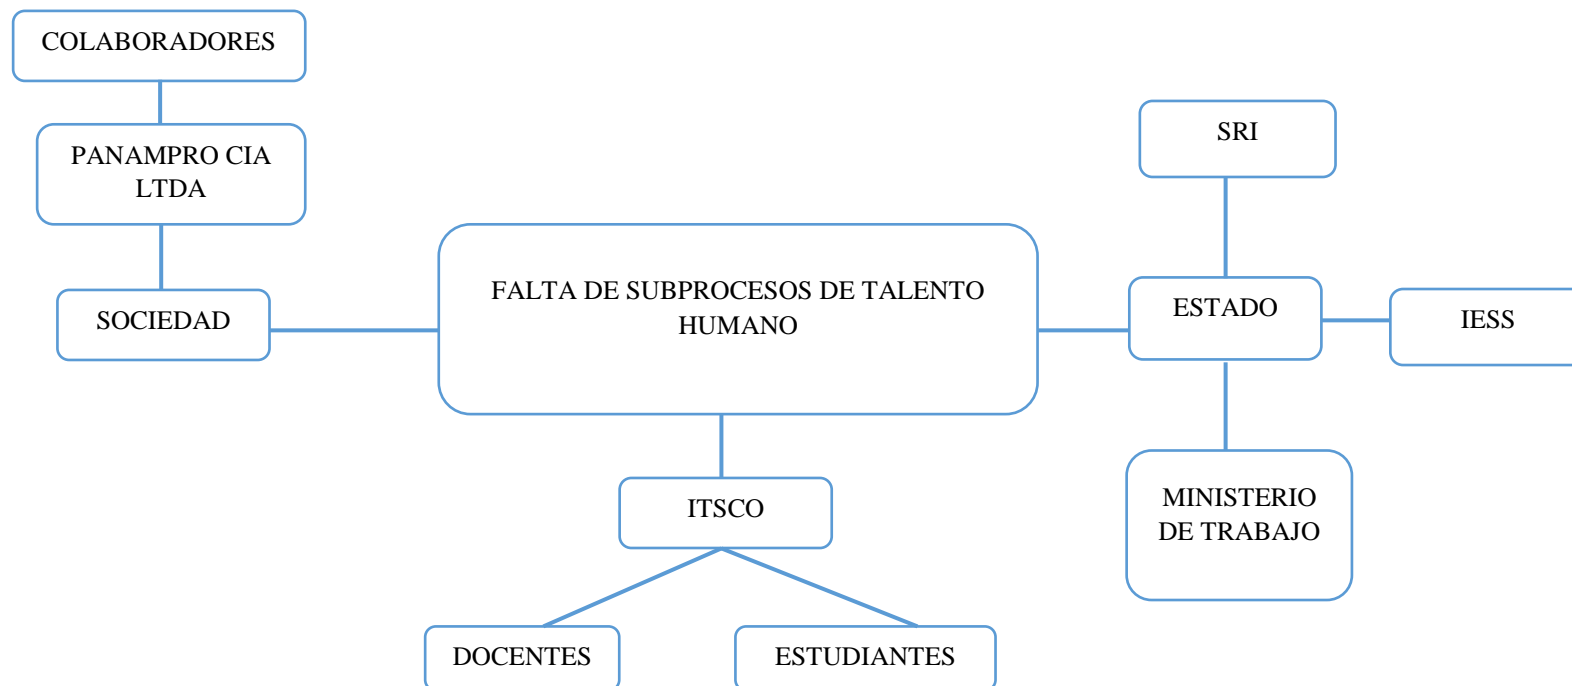 COLABORADORES
PANAMPRO CIA
LTDA
SOCIEDAD
FALTA DE SUBPROCESOS DE TALENTO
HUMANO
SRI
ESTADO
IESS
MINISTERIO
DE TRABAJO
ITSCO
DOCENTES
ESTUDIANTES